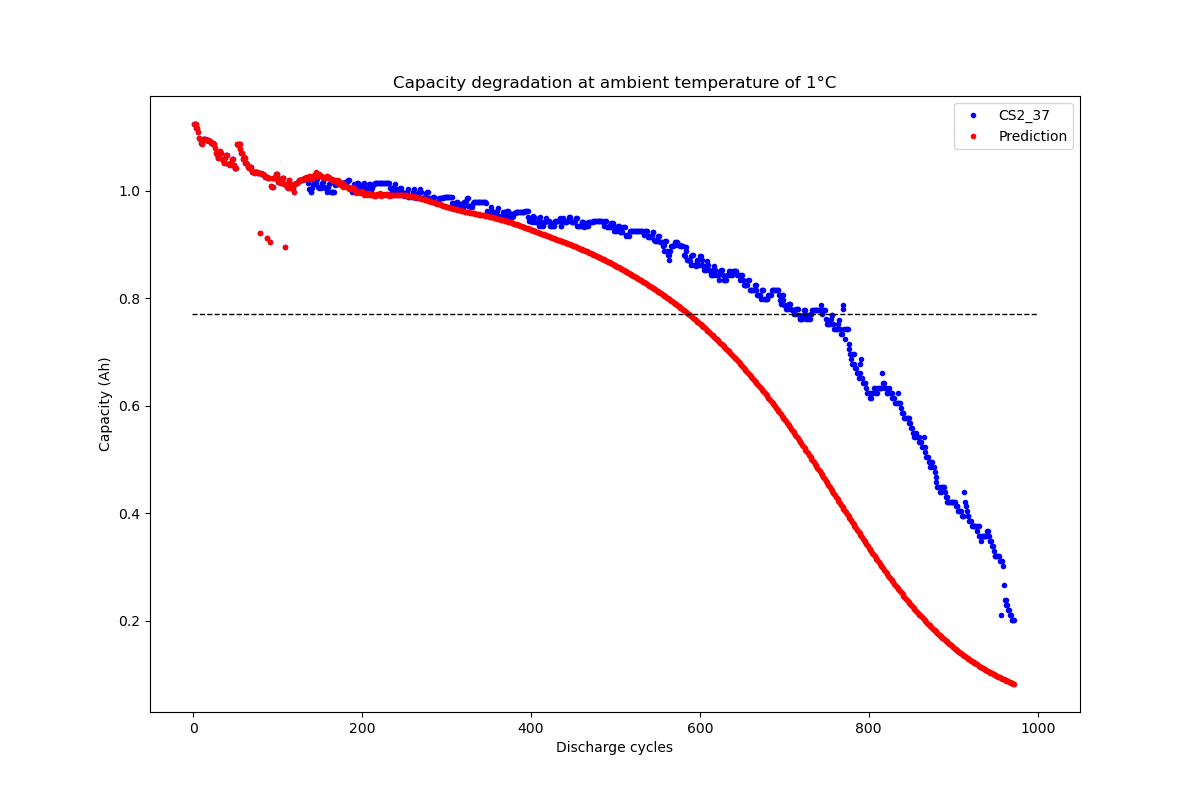 Capacity degradation at ambient temperature of 1°C
CS2_37
Prediction
1.0
0.8
0.6
0.4
0.2
Capacity (Ah)
0
200
400
600
800
1000
Discharge cycles